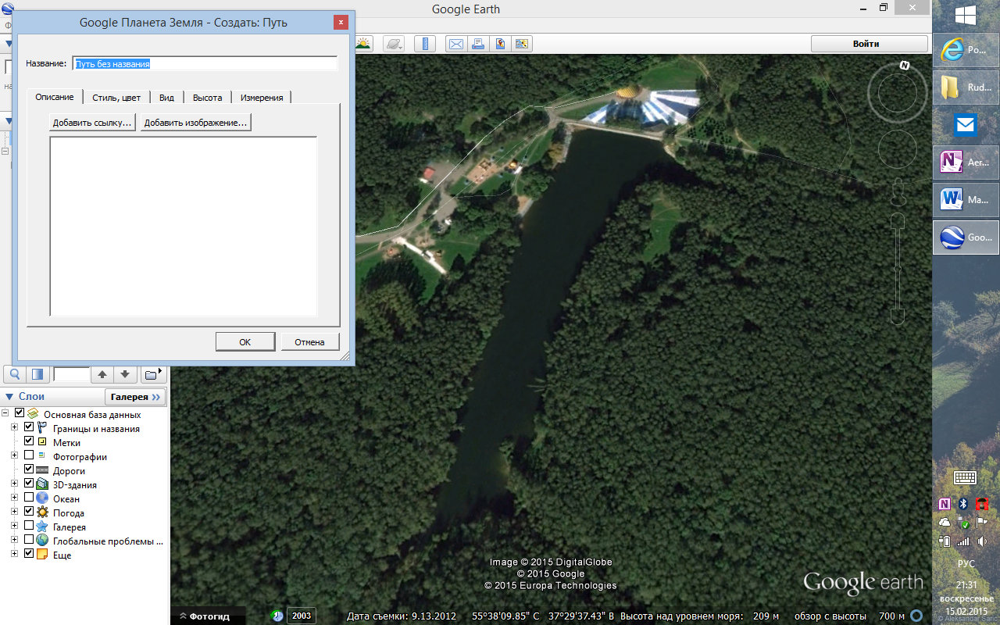 Google Earth
Google Планета Земля - Создать: Путь
Войти
Название:
Путь без названия
Описание
Стиль, цвет
Вид
Высота
Измерения
Добавить ссылку...
Добавить изображение...
OK
Отмена
Слои
Галерея
Основная база данных
Границы и названия
Метки
Фотографии
Дороги
3D-здания
Океан
Погода
Галерея
Глобальные проблемы ...
Еще
N
Image © 2015 DigitalGlobe
© 2015 Google
© 2015 Europa Technologies
Google earth
Фотогид
2003
Дата съемки: 9.13.2012 55°38'09.85" С 37°29'37.43" В Высота над уровнем моря: 209 м обзор с высоты 700 м
Po...
Rud...
Aer...
Ma...
Goo...
РУС
21:31
воскресенье
15.02.2015
© Aleksandar Saric